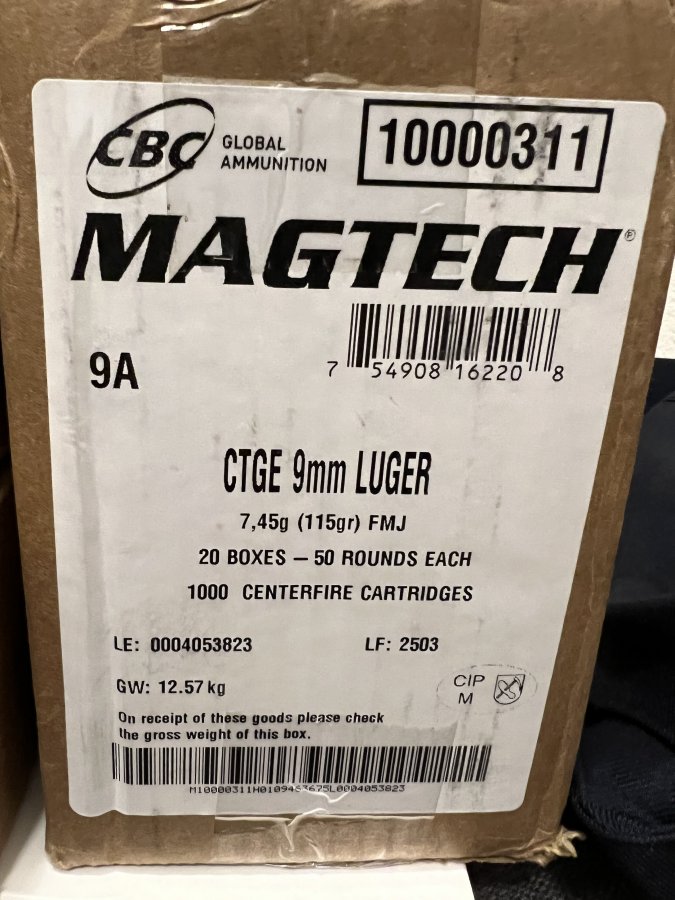 CBC GLOBAL AMMUNITION
10000311
MAGTECH®
9A
7 54908 16220 8
CTGE 9mm LUGER
7,45g (115gr) FMJ
20 BOXES – 50 ROUNDS EACH
1000 CENTERFIRE CARTRIDGES
LE: 0004053823 LF: 2503
GW: 12.57 kg
CIP
M
On receipt of these goods please check
the gross weight of this box.
M10000311H0109463675L0004053823